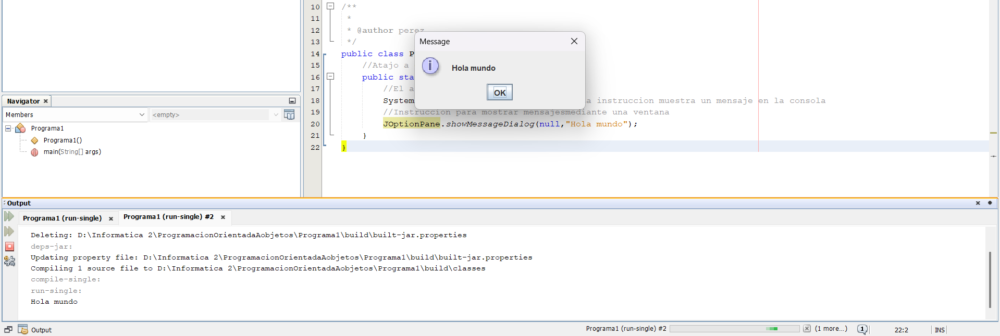 10 /**
11 *
12 * @author perez
13 */
14 public class P
15 //Atajo a
16 public sta
17 //El a
18 System a instruccion muestra un mensaje en la consola
19 //Instruccion para mostrar mensajesmediante una ventana
20 JOptionPane.showMessageDialog(null,"Hola mundo");
21 }
22 }
Message
Hola mundo
OK
Navigator
Members
<empty>
Programa1
Programa1()
main(String[] args)
Output
Programa1 (run-single)
Programa1 (run-single) #2
Deleting: D:\Informatica 2\ProgramacionOrientadaAobjetos\Programa1\build\built-jar.properties
deps-jar:
Updating property file: D:\Informatica 2\ProgramacionOrientadaAobjetos\Programa1\build\built-jar.properties
Compiling 1 source file to D:\Informatica 2\ProgramacionOrientadaAobjetos\Programa1\build\classes
compile-single:
run-single:
Hola mundo
Output
Programa1 (run-single) #2
(1 more...)
1
22:2
INS